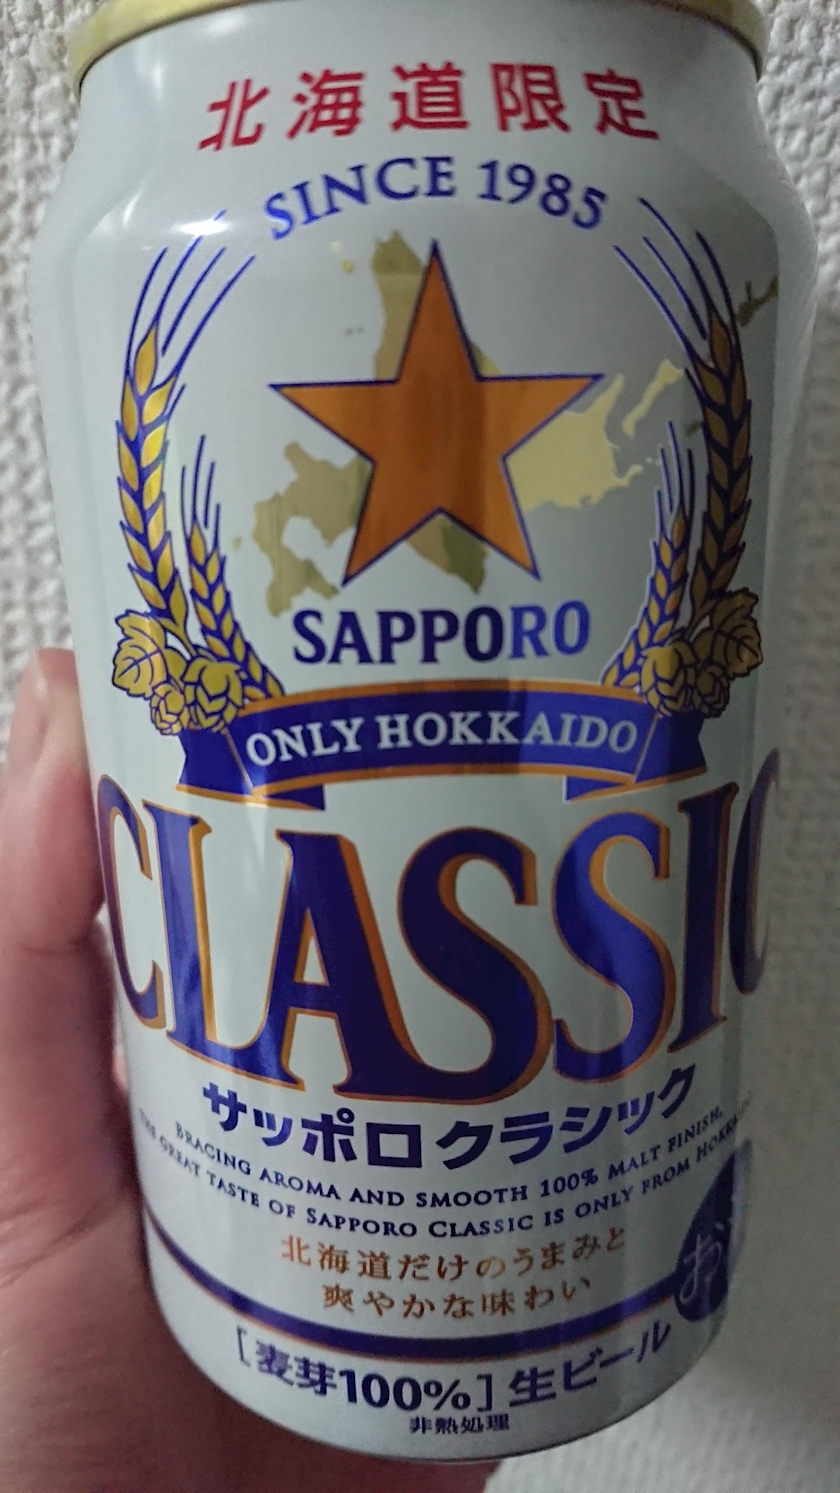 北海道限定
SINCE 1985
SAPPORO
ONLY HOKKAIDO
CLASSIC
サッポロクラシック
BRACING AROMA AND SMOOTH 100% MALT FINISH,
THE GREAT TASTE OF SAPPORO CLASSIC IS ONLY FROM HOKKAIDO
北海道だけのうまみと
爽やかな味わい
お
[麦芽100%]生ビール
非熱処理